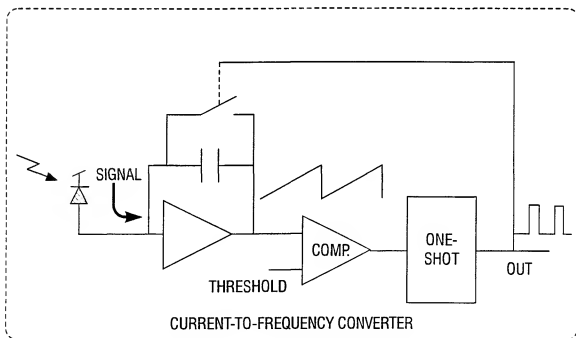 SIGNAL
COMP.
ONE-
SHOT
OUT
THRESHOLD
CURRENT-TO-FREQUENCY CONVERTER